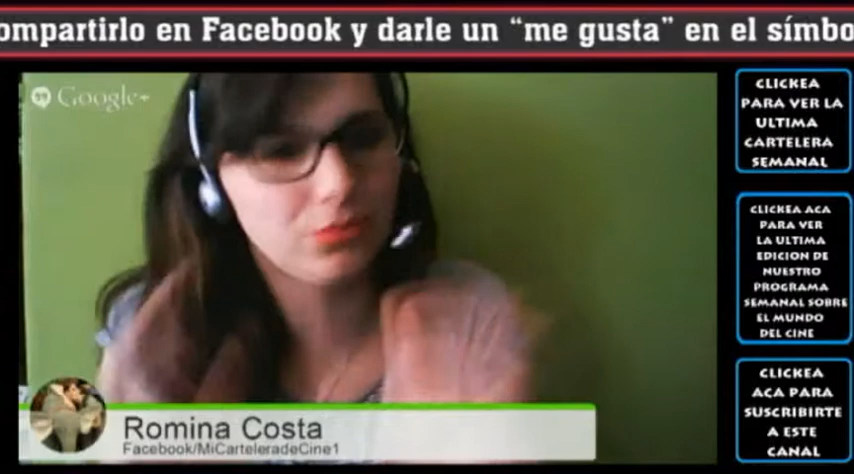 ompartirlo en Facebook y darle un “me gusta” en el símbo
Google+
CLICKEA
PARA VER LA
ULTIMA
CARTELERA
SEMANAL
CLICKEA ACA
PARA VER
LA ULTIMA
EDICION DE
NUESTRO
PROGRAMA
SEMANAL SOBRE
EL MUNDO
DEL CINE
CLICKEA
ACA PARA
SUSCRIBIRTE
A ESTE
CANAL
Romina Costa
Facebook/MiCarteleradeCine1